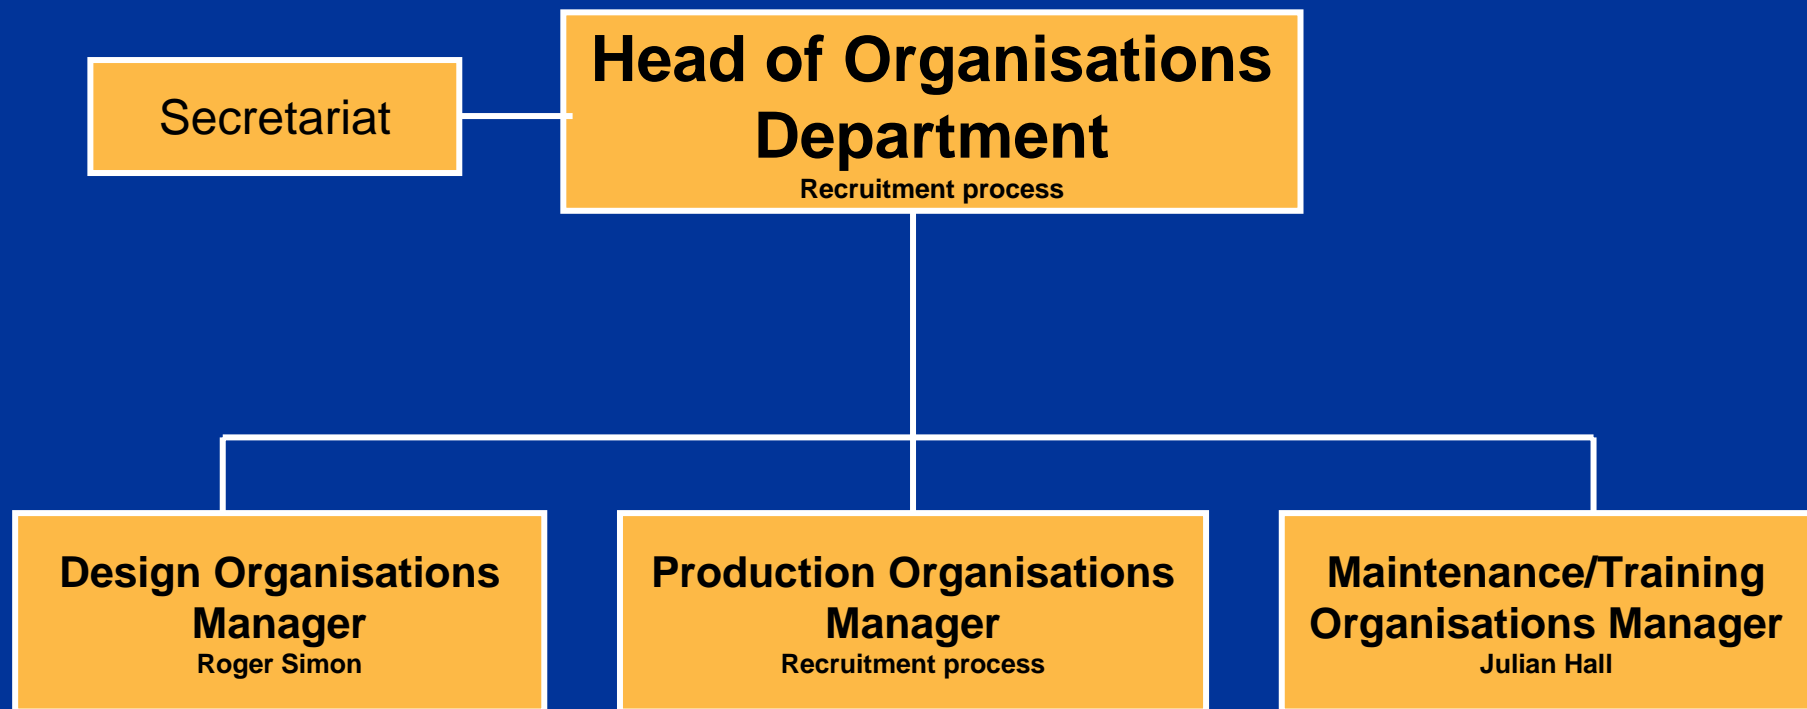 Secretariat
Head of Organisations
Department
Recruitment process
Design Organisations
Manager
Roger Simon
Production Organisations
Manager
Recruitment process
Maintenance/Training
Organisations Manager
Julian Hall